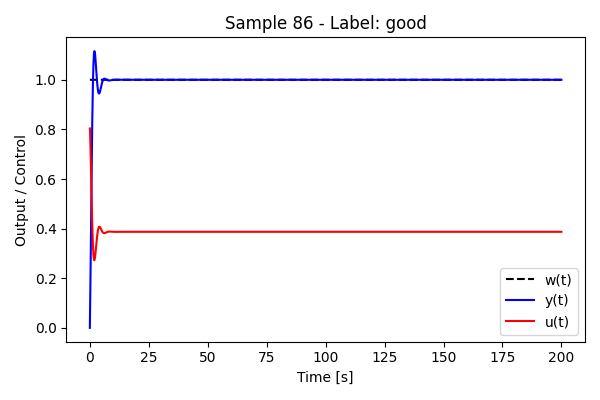 Sample 86 - Label: good
Output / Control
1.0
0.8
0.6
0.4
0.2
0.0
w(t)
y(t)
u(t)
0 25 50 75 100 125 150 175 200
Time [s]